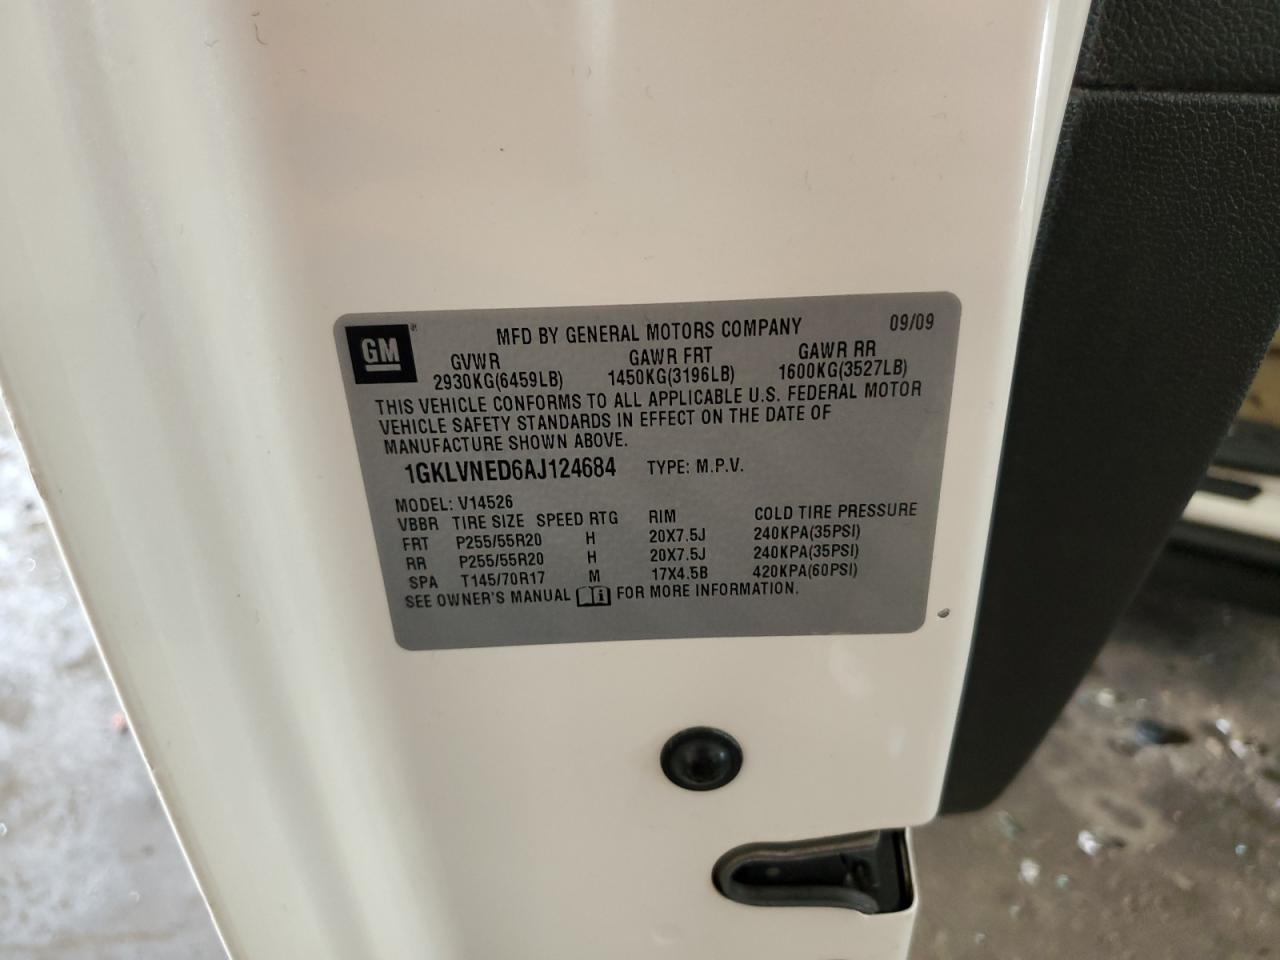 GM
MFD BY GENERAL MOTORS COMPANY 09/09
GVWR GAWR FRT GAWR RR
2930KG(6459LB) 1450KG(3196LB) 1600KG(3527LB)
THIS VEHICLE CONFORMS TO ALL APPLICABLE U.S. FEDERAL MOTOR
VEHICLE SAFETY STANDARDS IN EFFECT ON THE DATE OF
MANUFACTURE SHOWN ABOVE.
1GKLVNED6AJ124684 TYPE: M.P.V.
MODEL: V14526
VBBR TIRE SIZE SPEED RTG RIM COLD TIRE PRESSURE
FRT P255/55R20 H 20X7.5J 240KPA(35PSI)
RR P255/55R20 H 20X7.5J 240KPA(35PSI)
SPA T145/70R17 M 17X4.5B 420KPA(60PSI)
SEE OWNER'S MANUAL i FOR MORE INFORMATION.